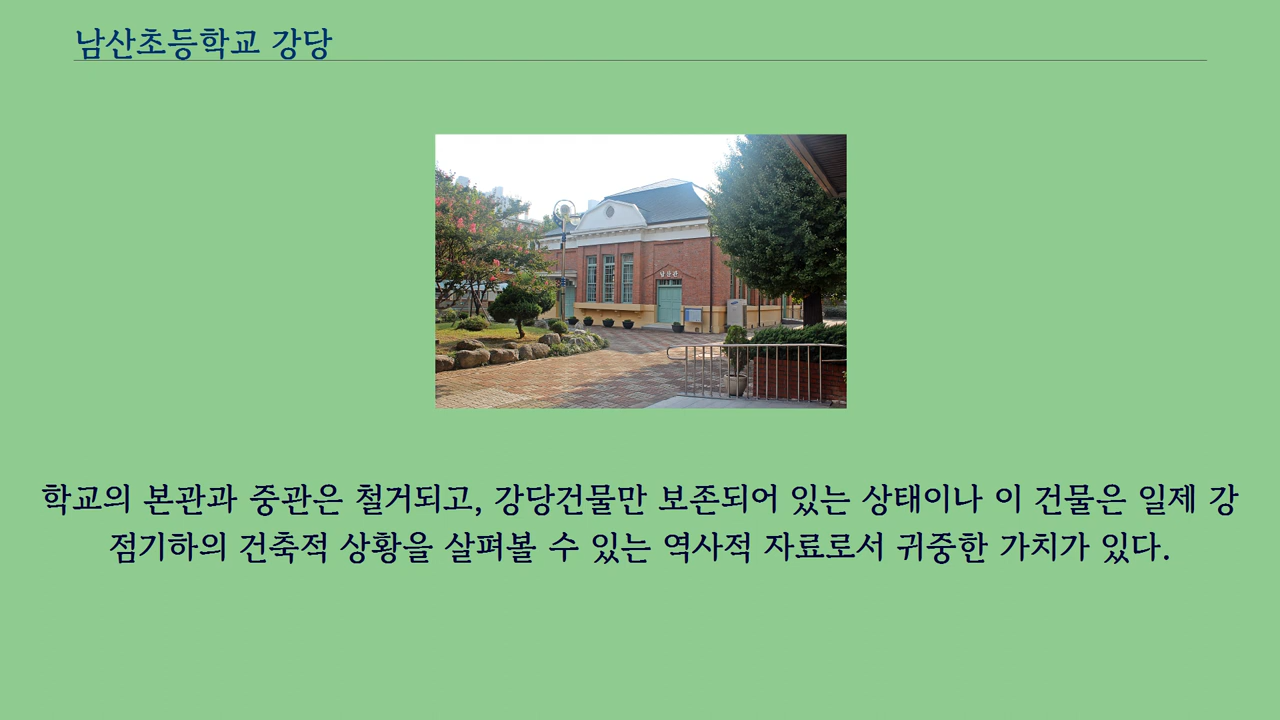 남산초등학교 강당
남산관
학교의 본관과 중관은 철거되고, 강당건물만 보존되어 있는 상태이나 이 건물은 일제 강
점기하의 건축적 상황을 살펴볼 수 있는 역사적 자료로서 귀중한 가치가 있다.